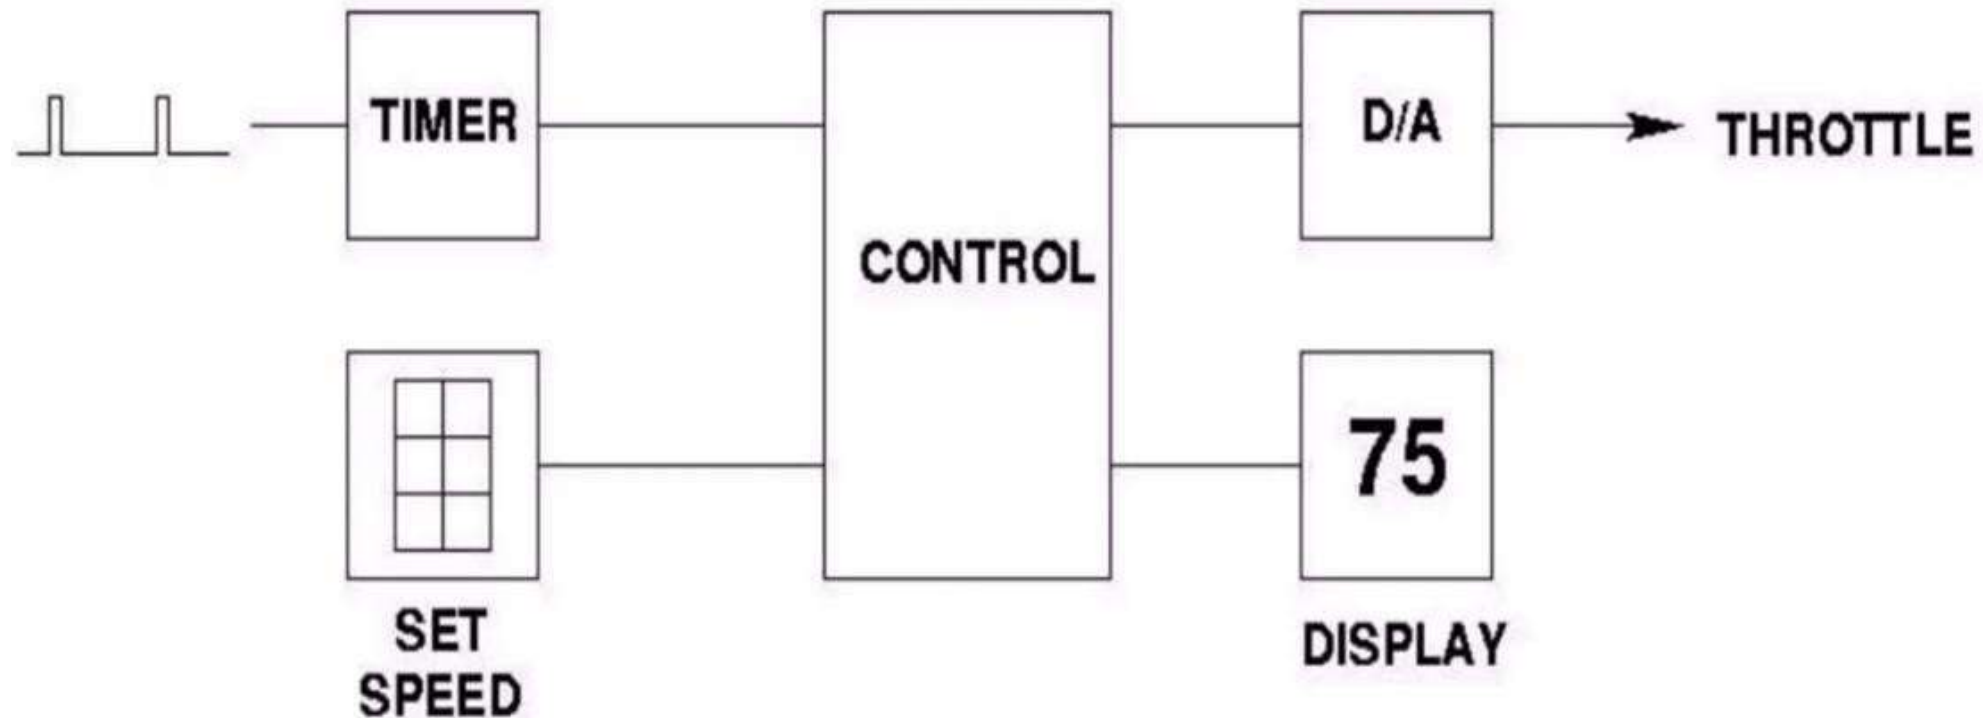 TIMER
CONTROL
D/A
THROTTLE
SET
SPEED
75
DISPLAY